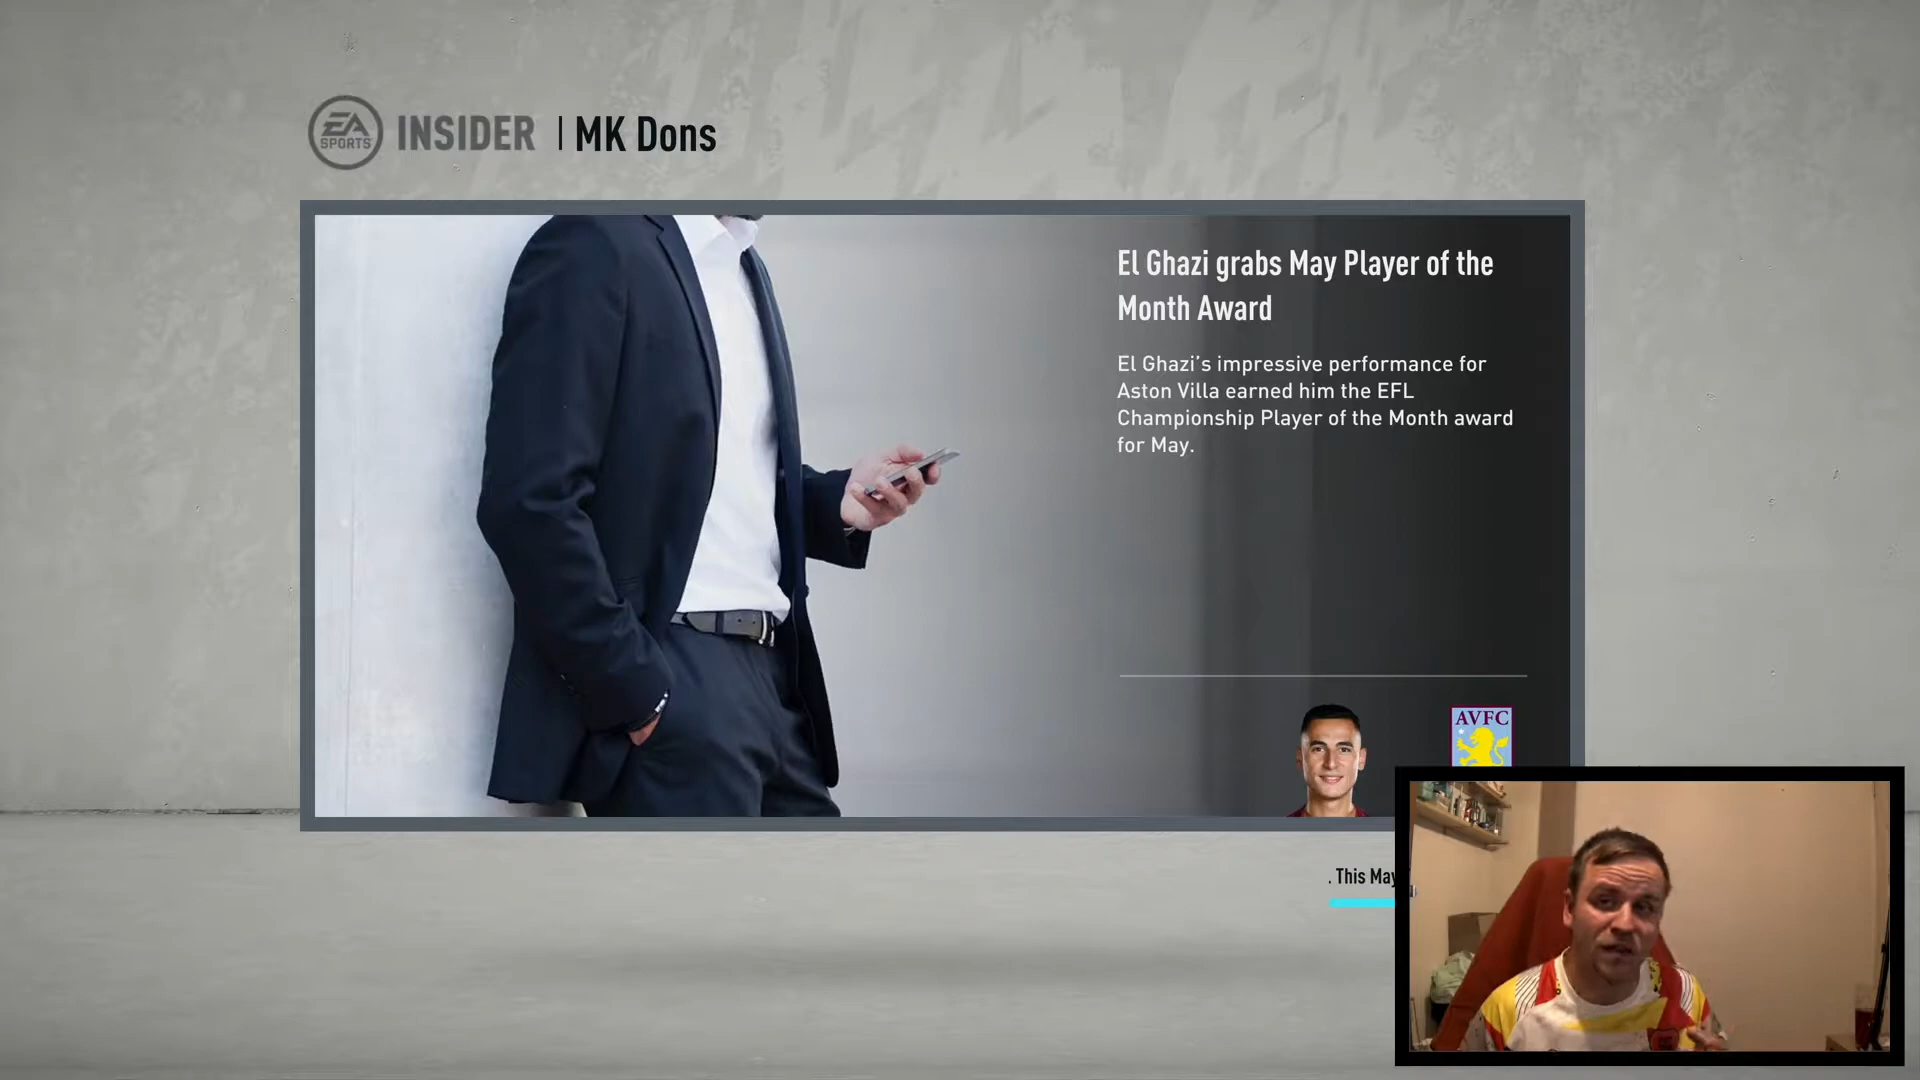 EA
SPORTS
INSIDER | MK Dons
El Ghazi grabs May Player of the
Month Award
El Ghazi's impressive performance for
Aston Villa earned him the EFL
Championship Player of the Month award
for May.
AVFC
. This May